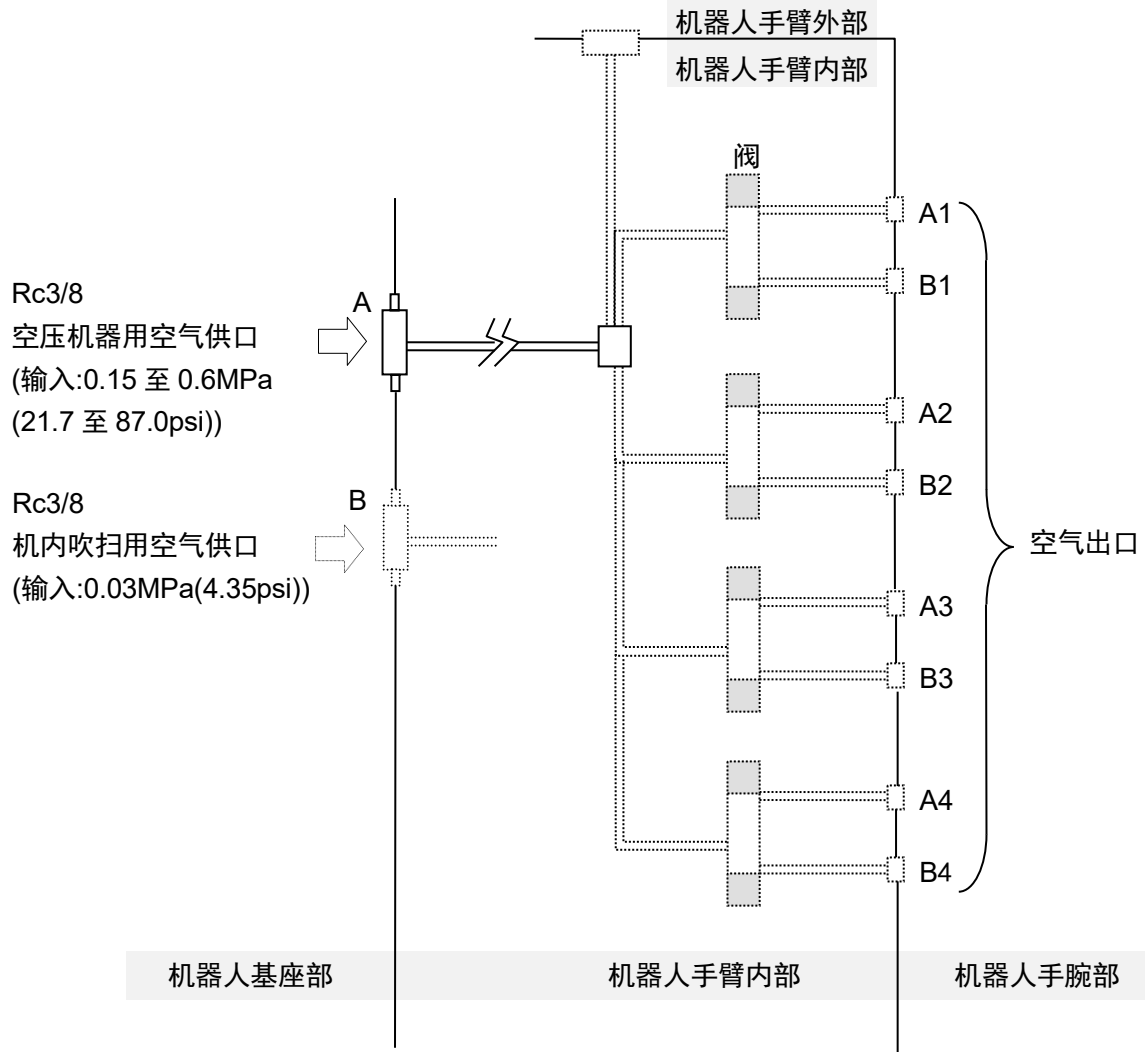 机器人手臂外部
机器人手臂内部
阀
A1
B1
Rc3/8
空压机器用空气供口
(输入:0.15 至 0.6MPa
(21.7 至 87.0psi))
A
A2
B2
Rc3/8
机内吹扫用空气供口
(输入:0.03MPa(4.35psi))
B
空气出口
A3
B3
A4
B4
机器人基座部
机器人手臂内部
机器人手腕部